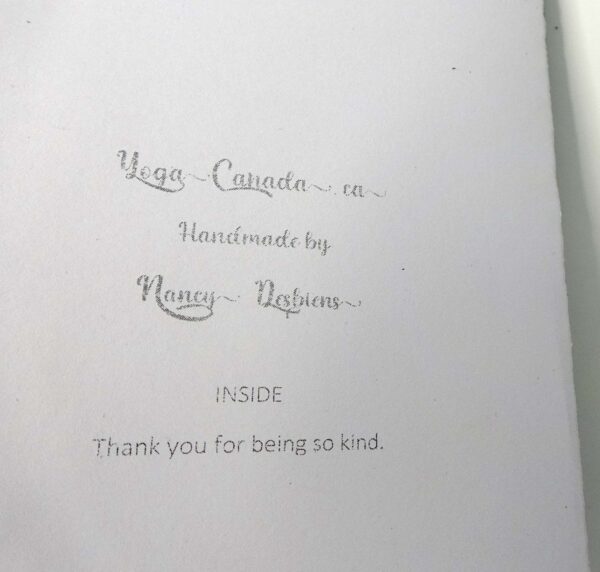 Yoga Canada.ca
Handmade by
Nancy Desbiens
INSIDE
Thank you for being so kind.